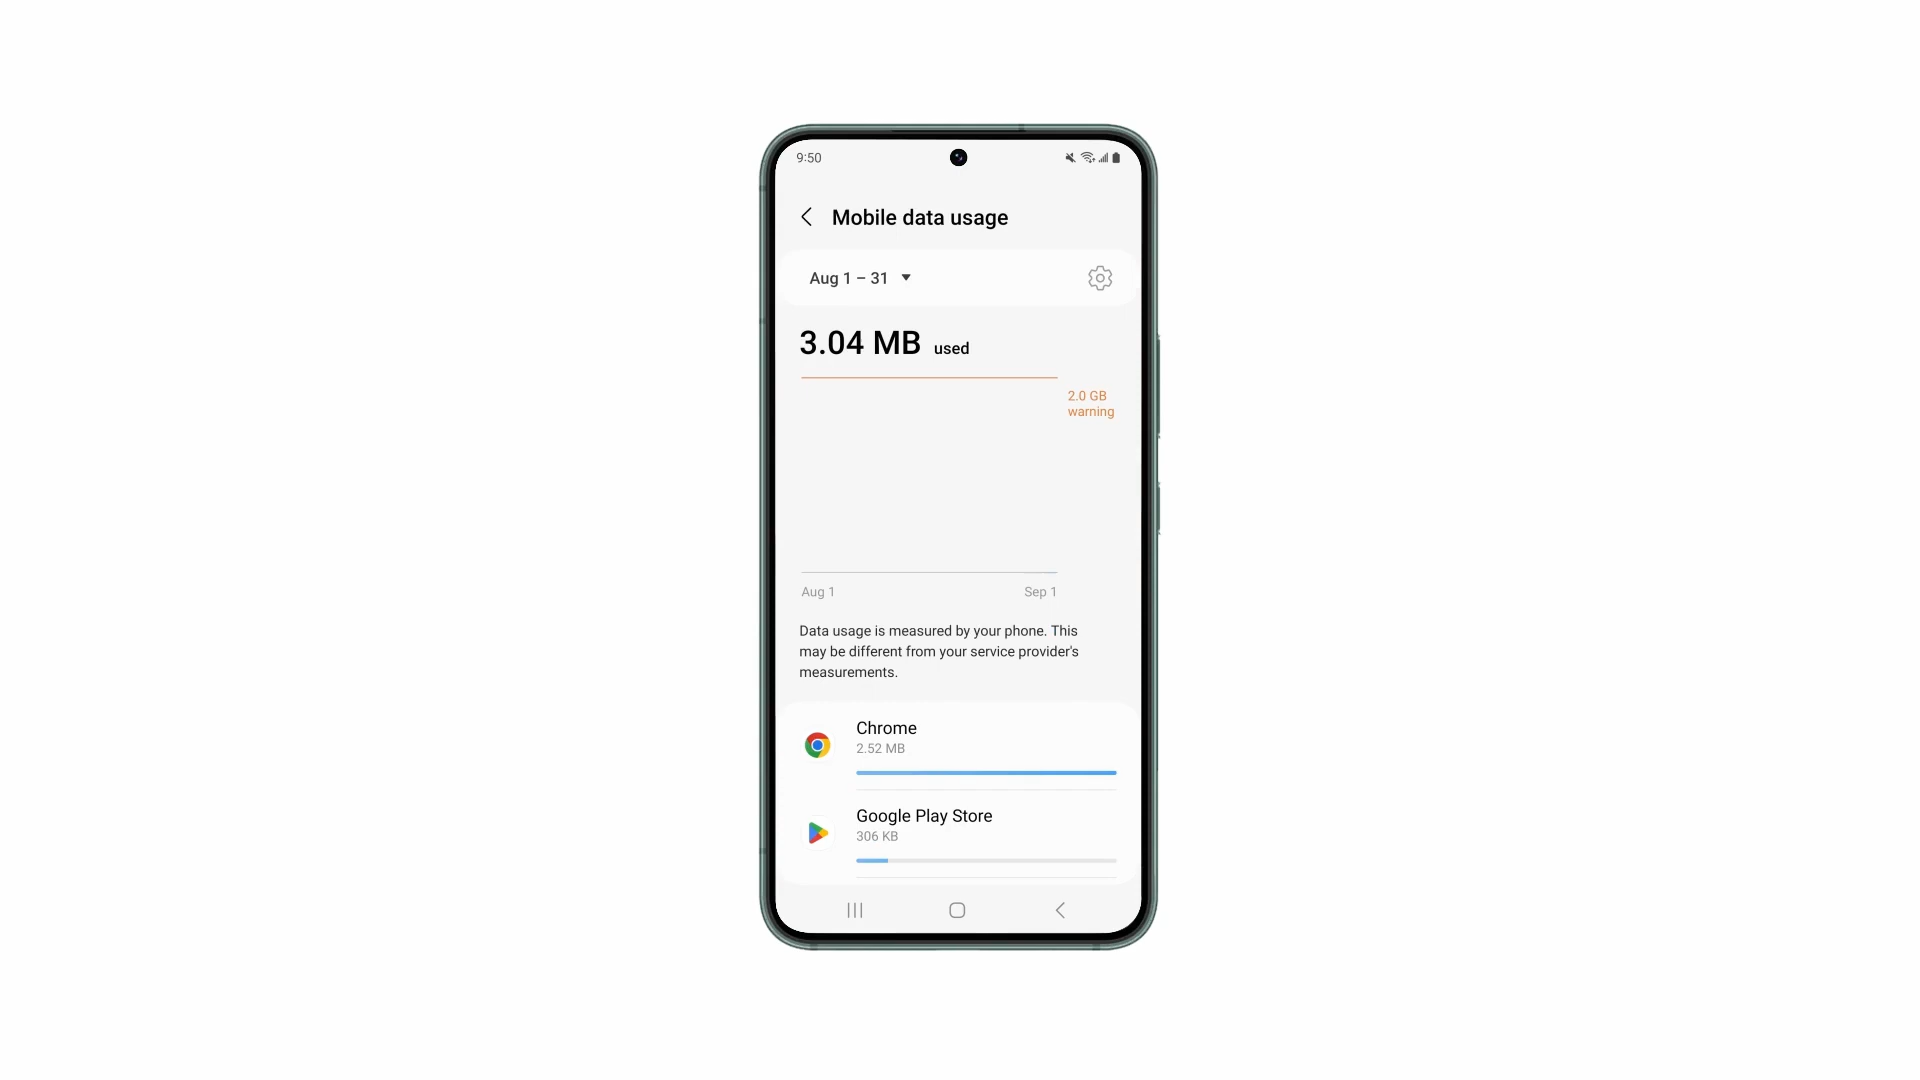 9:50
Mobile data usage
Aug 1 – 31
3.04 MB used
2.0 GB
warning
Aug 1
Sep 1
Data usage is measured by your phone. This
may be different from your service provider's
measurements.
Chrome
2.52 MB
Google Play Store
306 KB